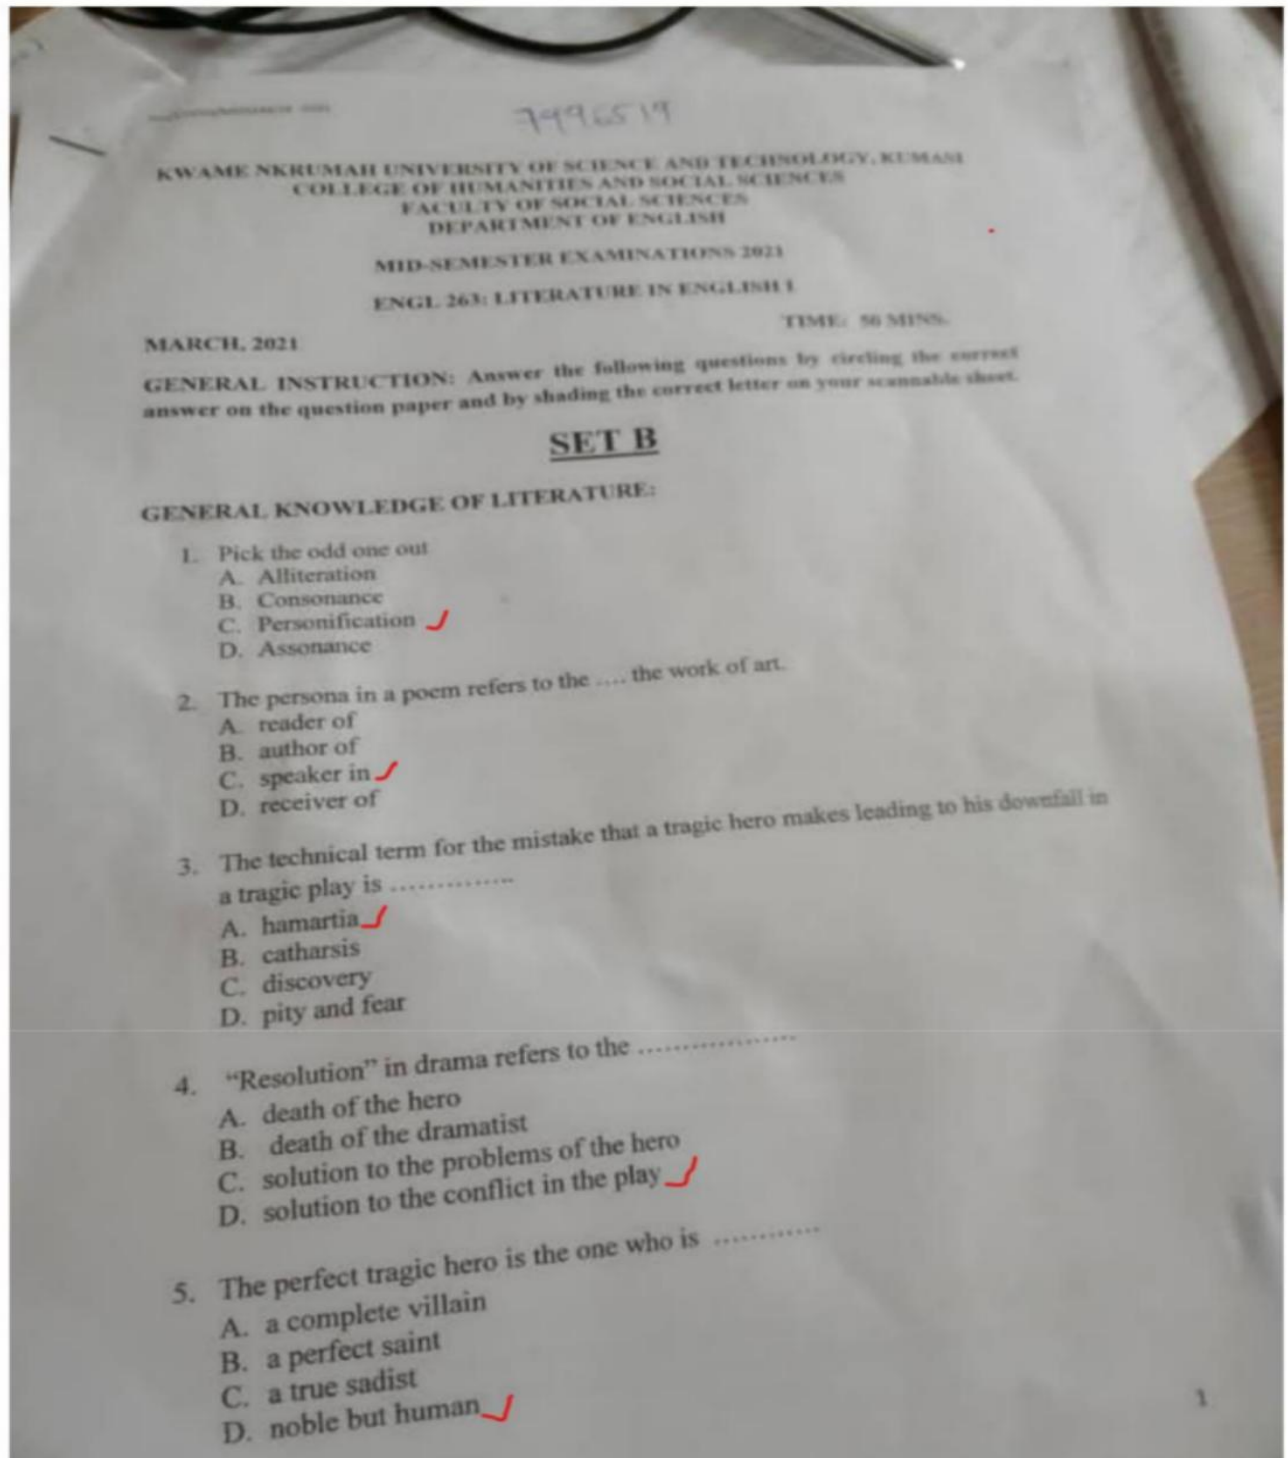 7996519
KWAME NKRUMAH UNIVERSITY OF SCIENCE AND TECHNOLOGY, KUMASI
COLLEGE OF HUMANITIES AND SOCIAL SCIENCES
FACULTY OF SOCIAL SCIENCES
DEPARTMENT OF ENGLISH
MID-SEMESTER EXAMINATIONS 2021
ENGL 263: LITERATURE IN ENGLISH I
TIME: 50 MINS.
MARCH, 2021
GENERAL INSTRUCTION: Answer the following questions by circling the correct
answer on the question paper and by shading the correct letter on your scannable sheet.
SET B
GENERAL KNOWLEDGE OF LITERATURE:
1. Pick the odd one out
A. Alliteration
B. Consonance
C. Personification
D. Assonance
2. The persona in a poem refers to the .... the work of art.
A. reader of
B. author of
C. speaker in
D. receiver of
3. The technical term for the mistake that a tragic hero makes leading to his downfall in
a tragic play is ..............
A. hamartia
B. catharsis
C. discovery
D. pity and fear
4. “Resolution” in drama refers to the ..................
A. death of the hero
B. death of the dramatist
C. solution to the problems of the hero
D. solution to the conflict in the play
5. The perfect tragic hero is the one who is ............
A. a complete villain
B. a perfect saint
C. a true sadist
D. noble but human
1